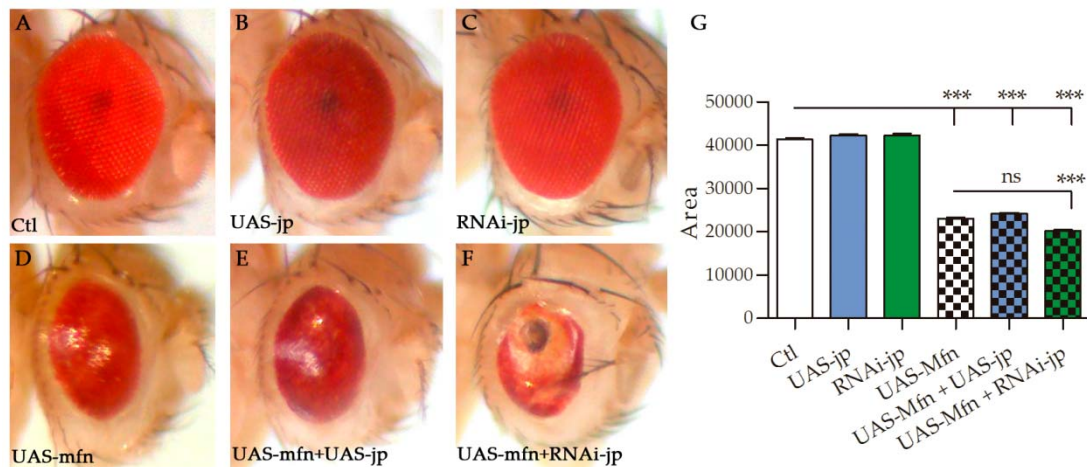 A
B
C
G
Ctl
UAS-jp
RNAi-jp
D
E
F
UAS-mfn
UAS-mfn+UAS-jp
UAS-mfn+RNAi-jp
*** *** ***
ns ***
Area
50000
40000
30000
20000
10000
0
Ctl
UAS-jp
RNAi-jp
UAS-Mfn
UAS-Mfn + UAS-jp
UAS-Mfn + RNAi-jp